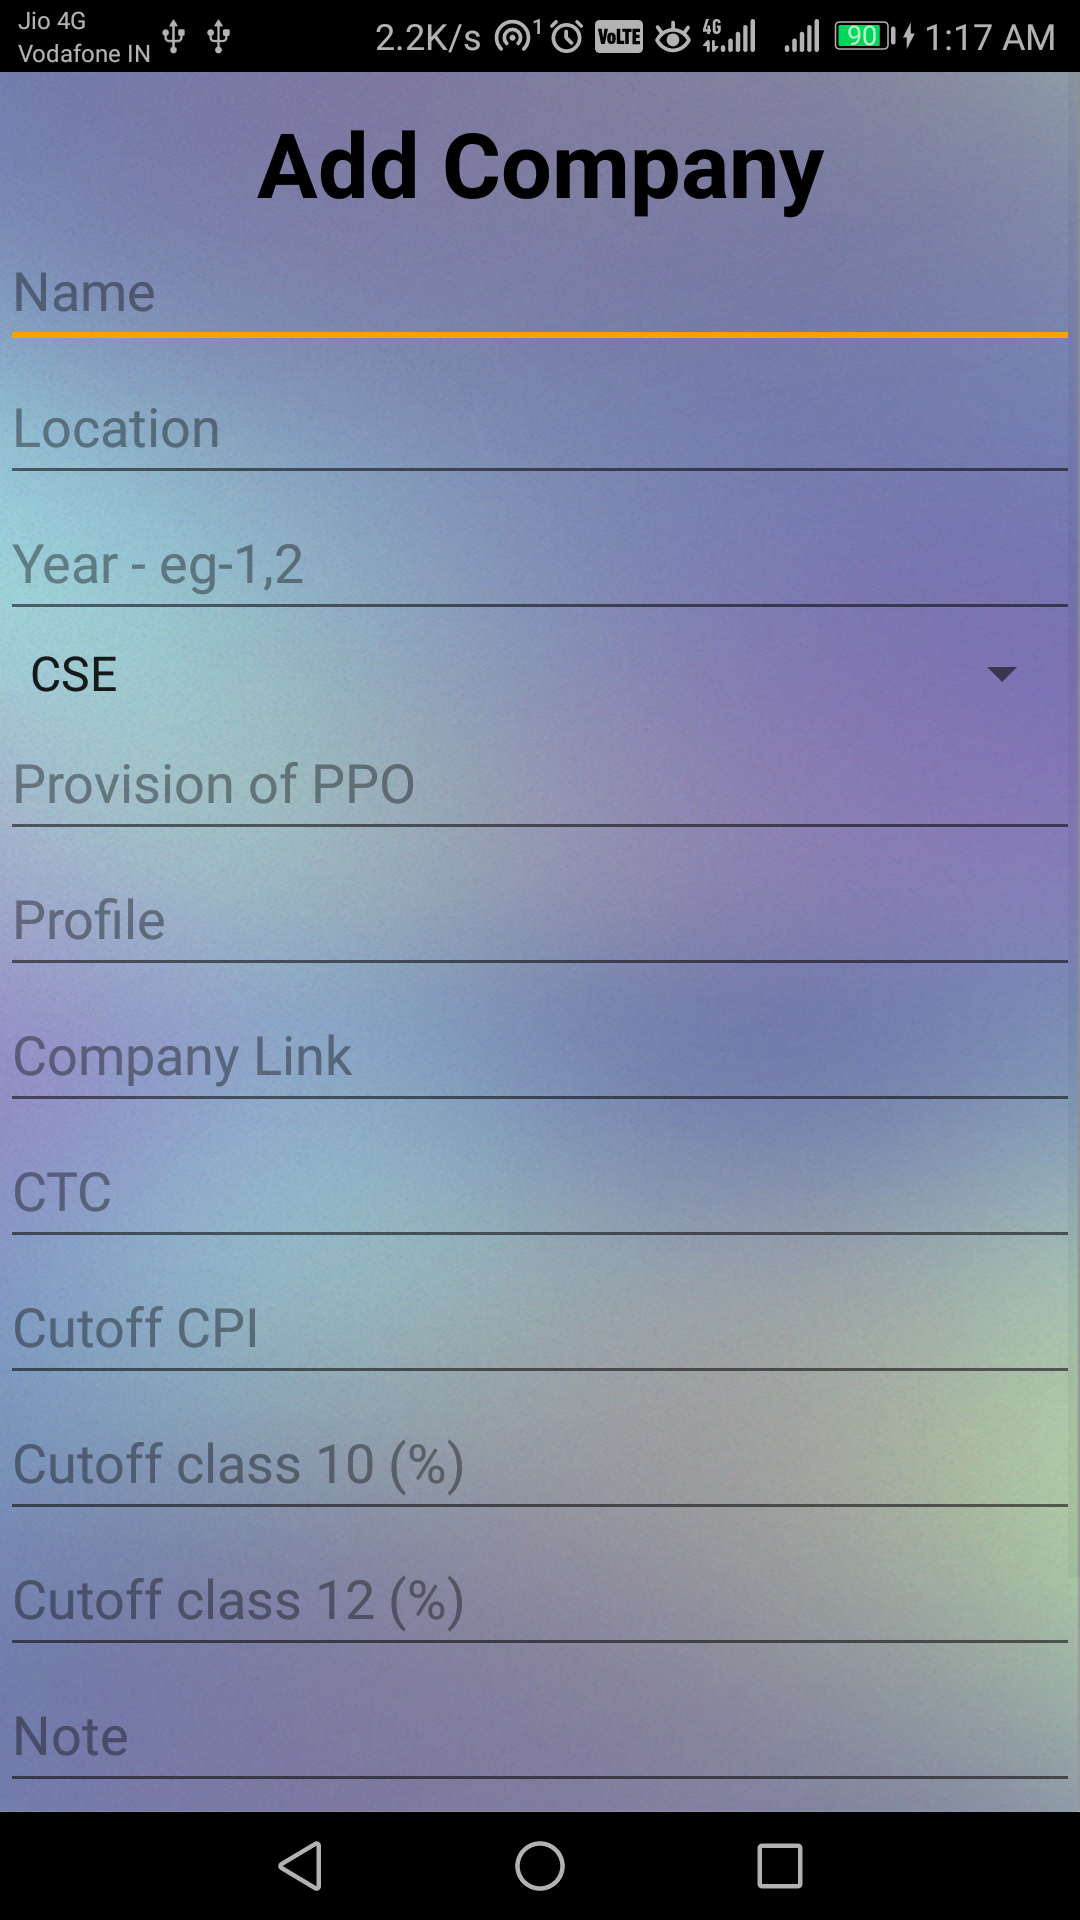 Jio 4G
Vodafone IN
2.2K/s 1 VoLTE 4G 90 1:17 AM
Add Company
Name
Location
Year - eg-1,2
CSE
Provision of PPO
Profile
Company Link
CTC
Cutoff CPI
Cutoff class 10 (%)
Cutoff class 12 (%)
Note